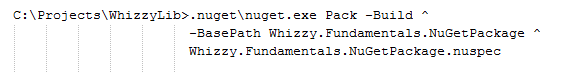 C:\Projects\WhizzyLib>.nuget\nuget.exe Pack -Build ^
-BasePath Whizzy.Fundamentals.NuGetPackage ^
Whizzy.Fundamentals.NuGetPackage.nuspec